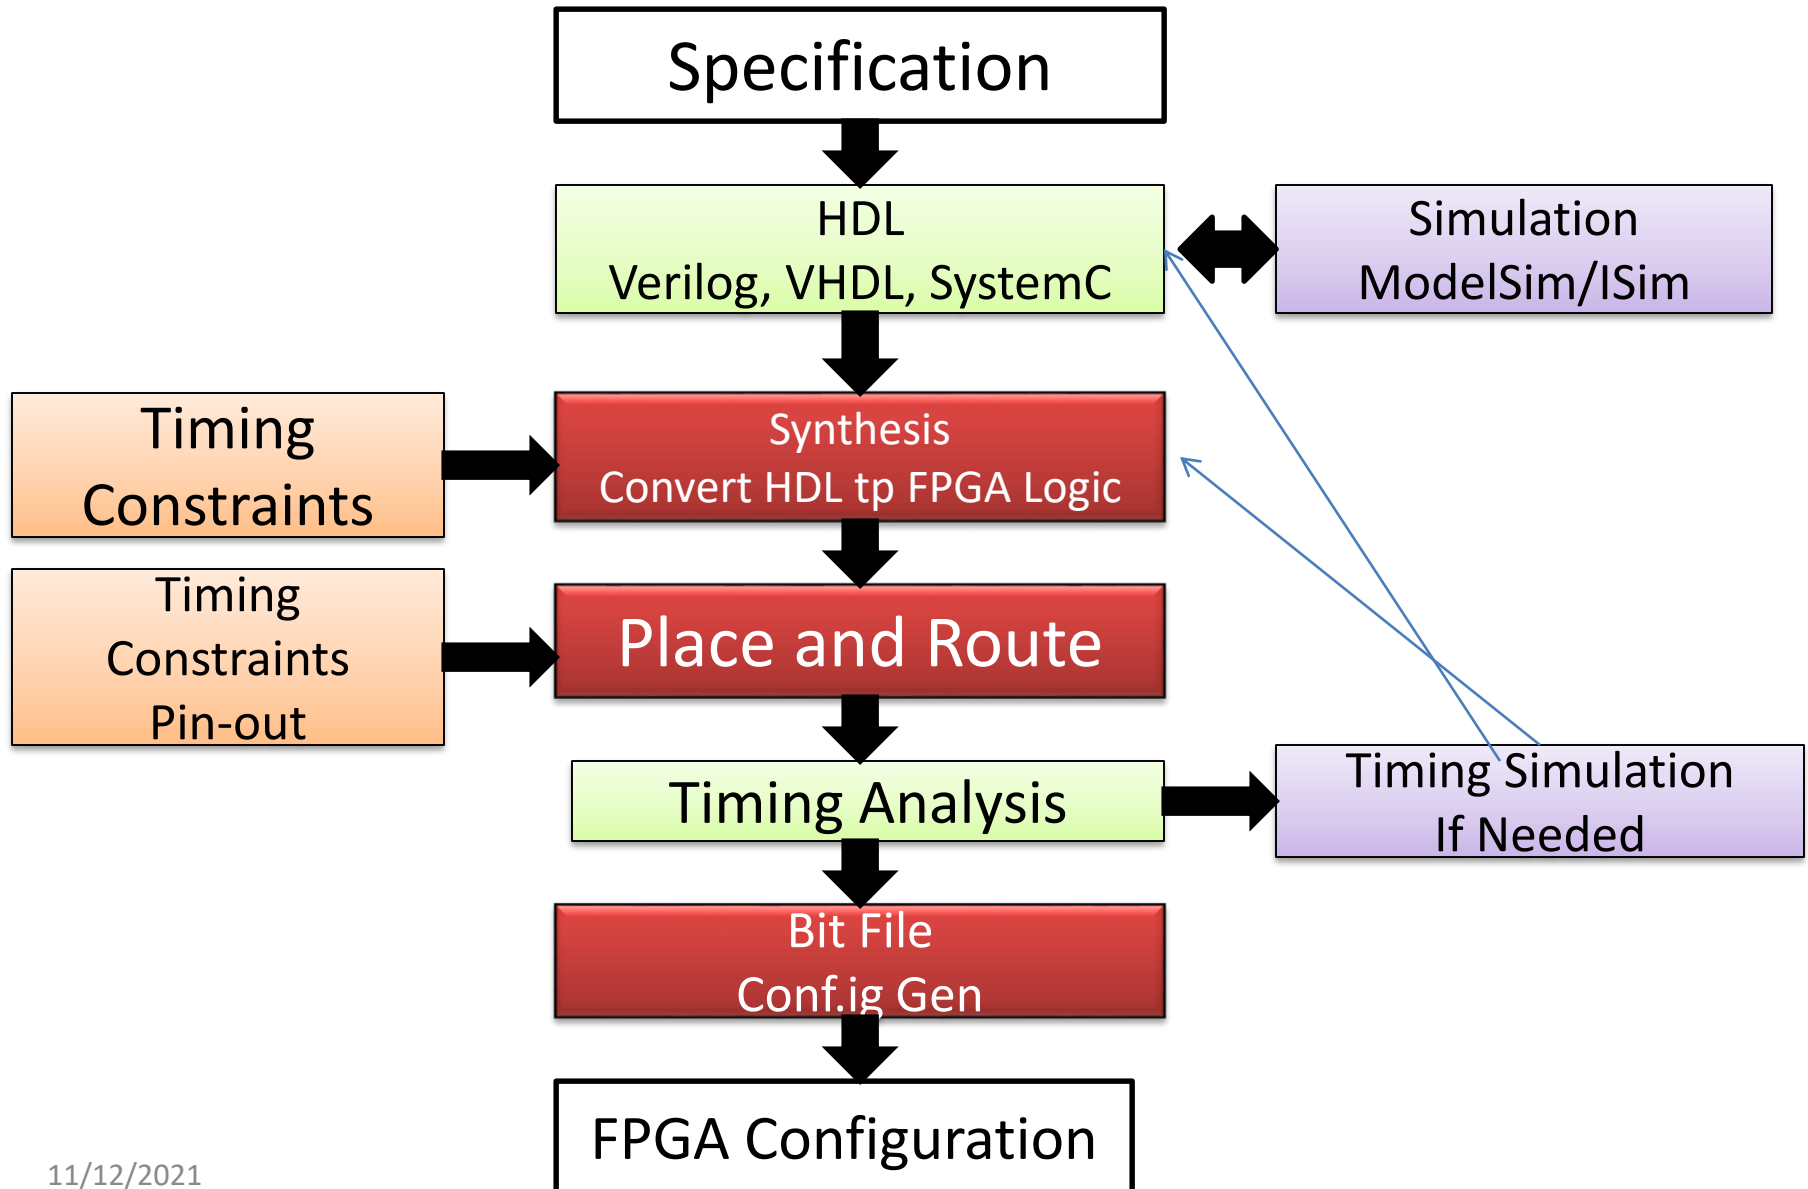 Specification
HDL
Verilog, VHDL, SystemC
Simulation
ModelSim/ISim
Timing
Constraints
Synthesis
Convert HDL tp FPGA Logic
Timing
Constraints
Pin-out
Place and Route
Timing Analysis
Timing Simulation
If Needed
Bit File
Conf.ig Gen
FPGA Configuration
11/12/2021